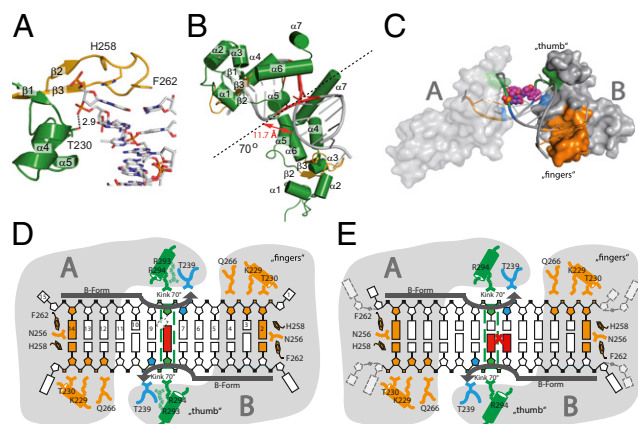 A
H258
β2
F262
β1
β3
2.9
T230
α4
α5
B
α7
α2
α3
α4
α6
β1
β3
α7
α1
β2
α5
11.7 Å
α4
70°
α5
α6
β3
α3
β2
α1
α2
C
„thumb"
A
B
„fingers"
D
A
R293
R294
T239
Q266
„fingers"
K229
T230
B-Form
Kink 70°
15
F262
N256
H258
14
13
12
11
10
9
7
6
5
4
3
2
H258
N256
F262
T230
K229
Q266
Kink 70°
B-Form
T239
R294
R293
„thumb"
B
E
A
R294
T239
Q266
„fingers"
K229
T230
B-Form
Kink 70°
F262
N256
H258
H258
N256
F262
T230
K229
Q266
Kink 70°
B-Form
T239
R294
„thumb"
B